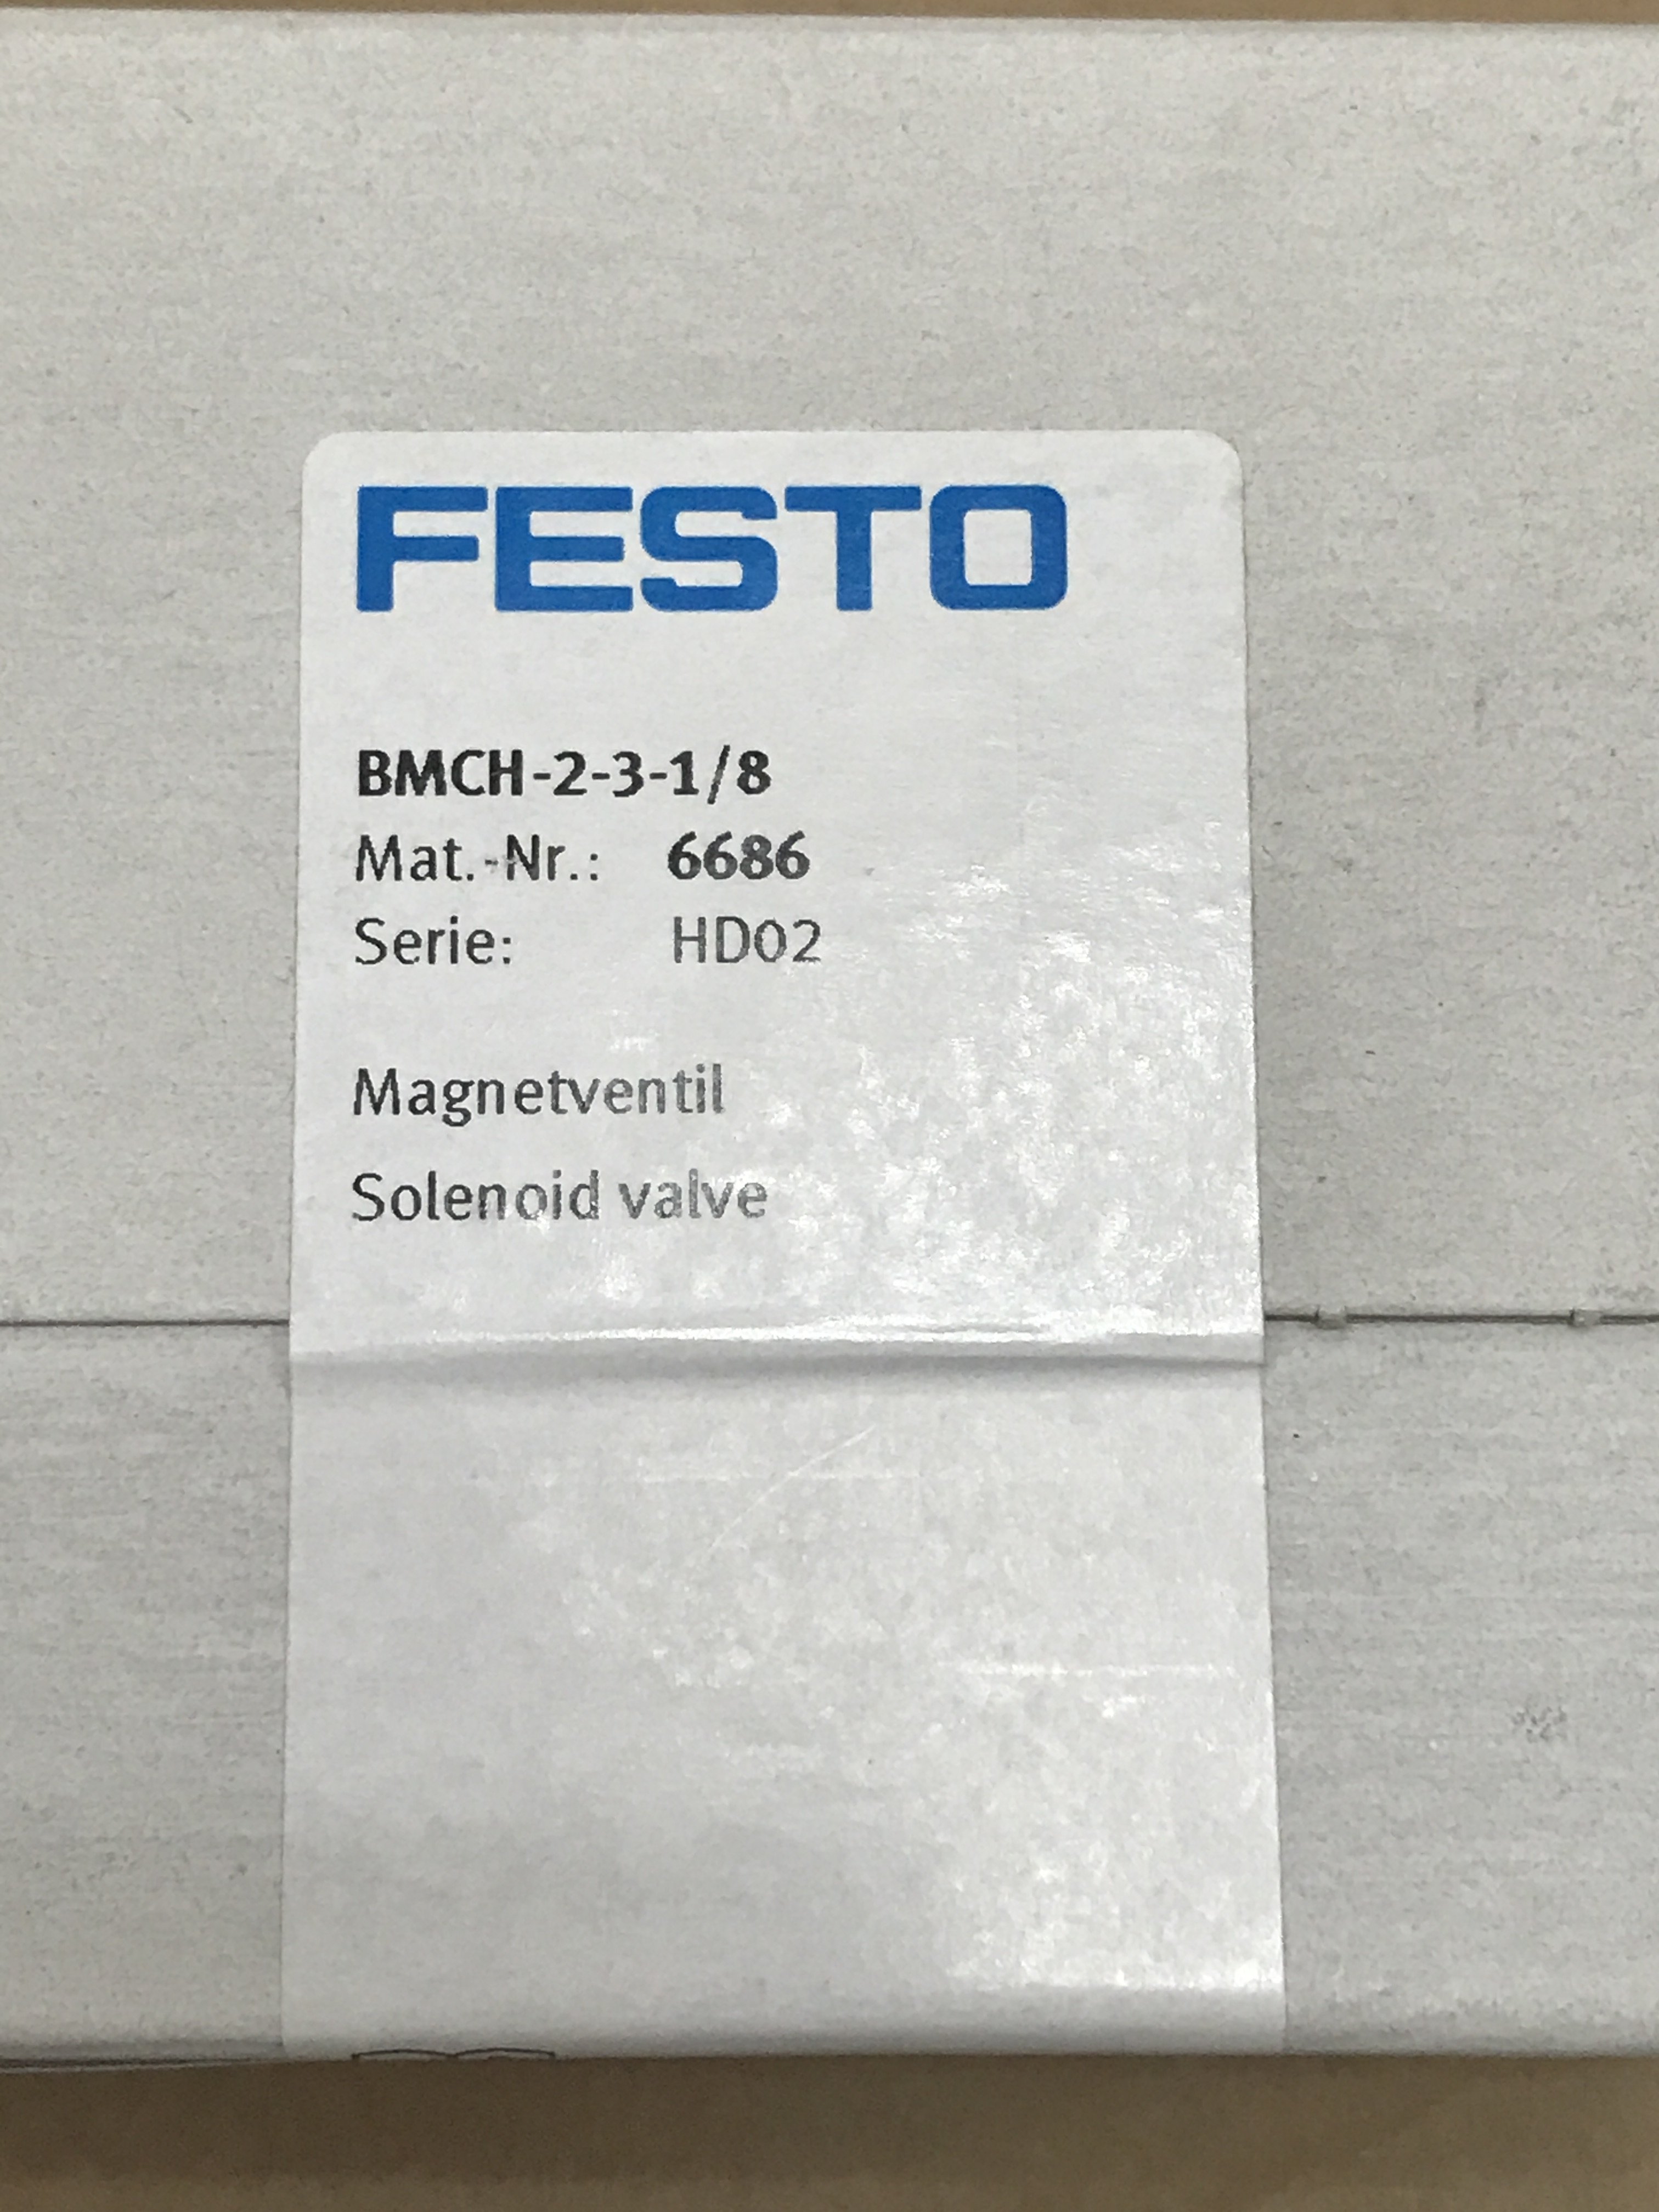 FESTO
BMCH-2-3-1/8
Mat.-Nr.: 6686
Serie: HD02
Magnetventil
Solenoid valve